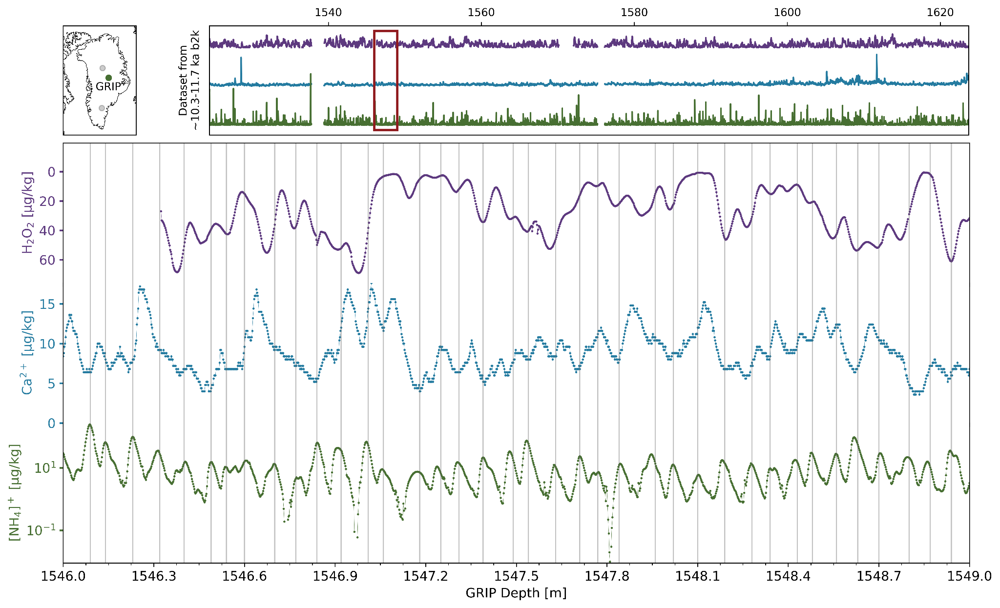 1540 1560 1580 1600 1620
GRIP
Dataset from
~10.3-11.7 ka b2k
H₂O₂ [µg/kg]
0
20
40
60
Ca²⁺ [µg/kg]
15
10
5
0
[NH₄]⁺ [µg/kg]
10¹
10⁻¹
1546.0 1546.3 1546.6 1546.9 1547.2 1547.5 1547.8 1548.1 1548.4 1548.7 1549.0
GRIP Depth [m]